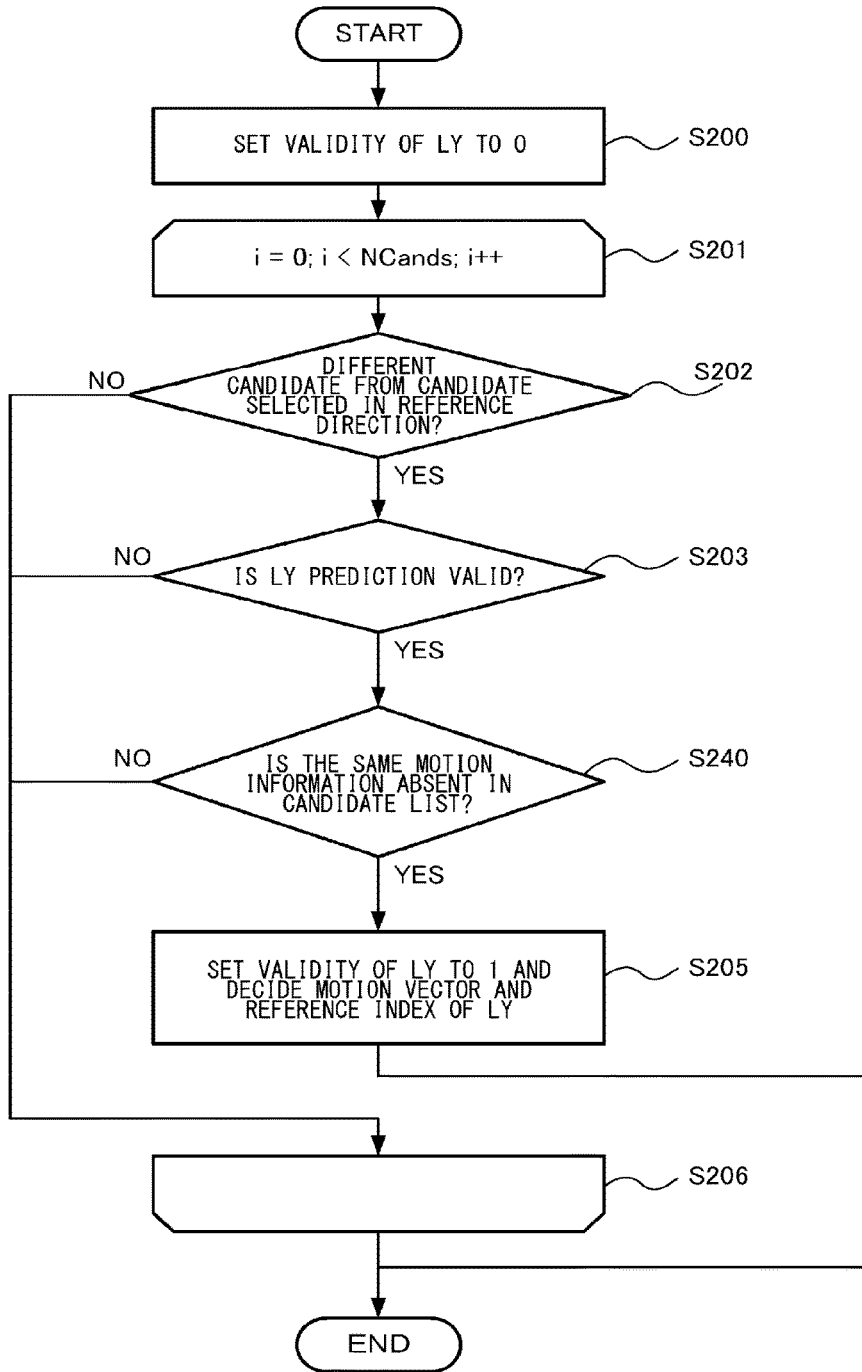 START
SET VALIDITY OF LY TO 0
S200
i = 0; i < NCands; i++
S201
DIFFERENT
CANDIDATE FROM CANDIDATE
SELECTED IN REFERENCE
DIRECTION?
S202
NO
YES
IS LY PREDICTION VALID?
S203
NO
YES
IS THE SAME MOTION
INFORMATION ABSENT IN
CANDIDATE LIST?
S240
NO
YES
SET VALIDITY OF LY TO 1 AND
DECIDE MOTION VECTOR AND
REFERENCE INDEX OF LY
S205
S206
END